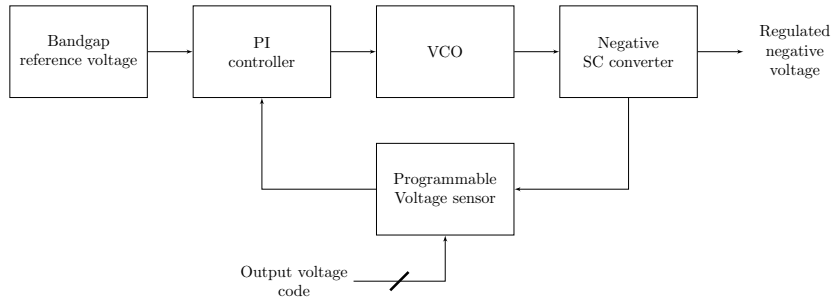 Bandgap
reference voltage
PI
controller
VCO
Negative
SC converter
Regulated
negative
voltage
Programmable
Voltage sensor
Output voltage
code